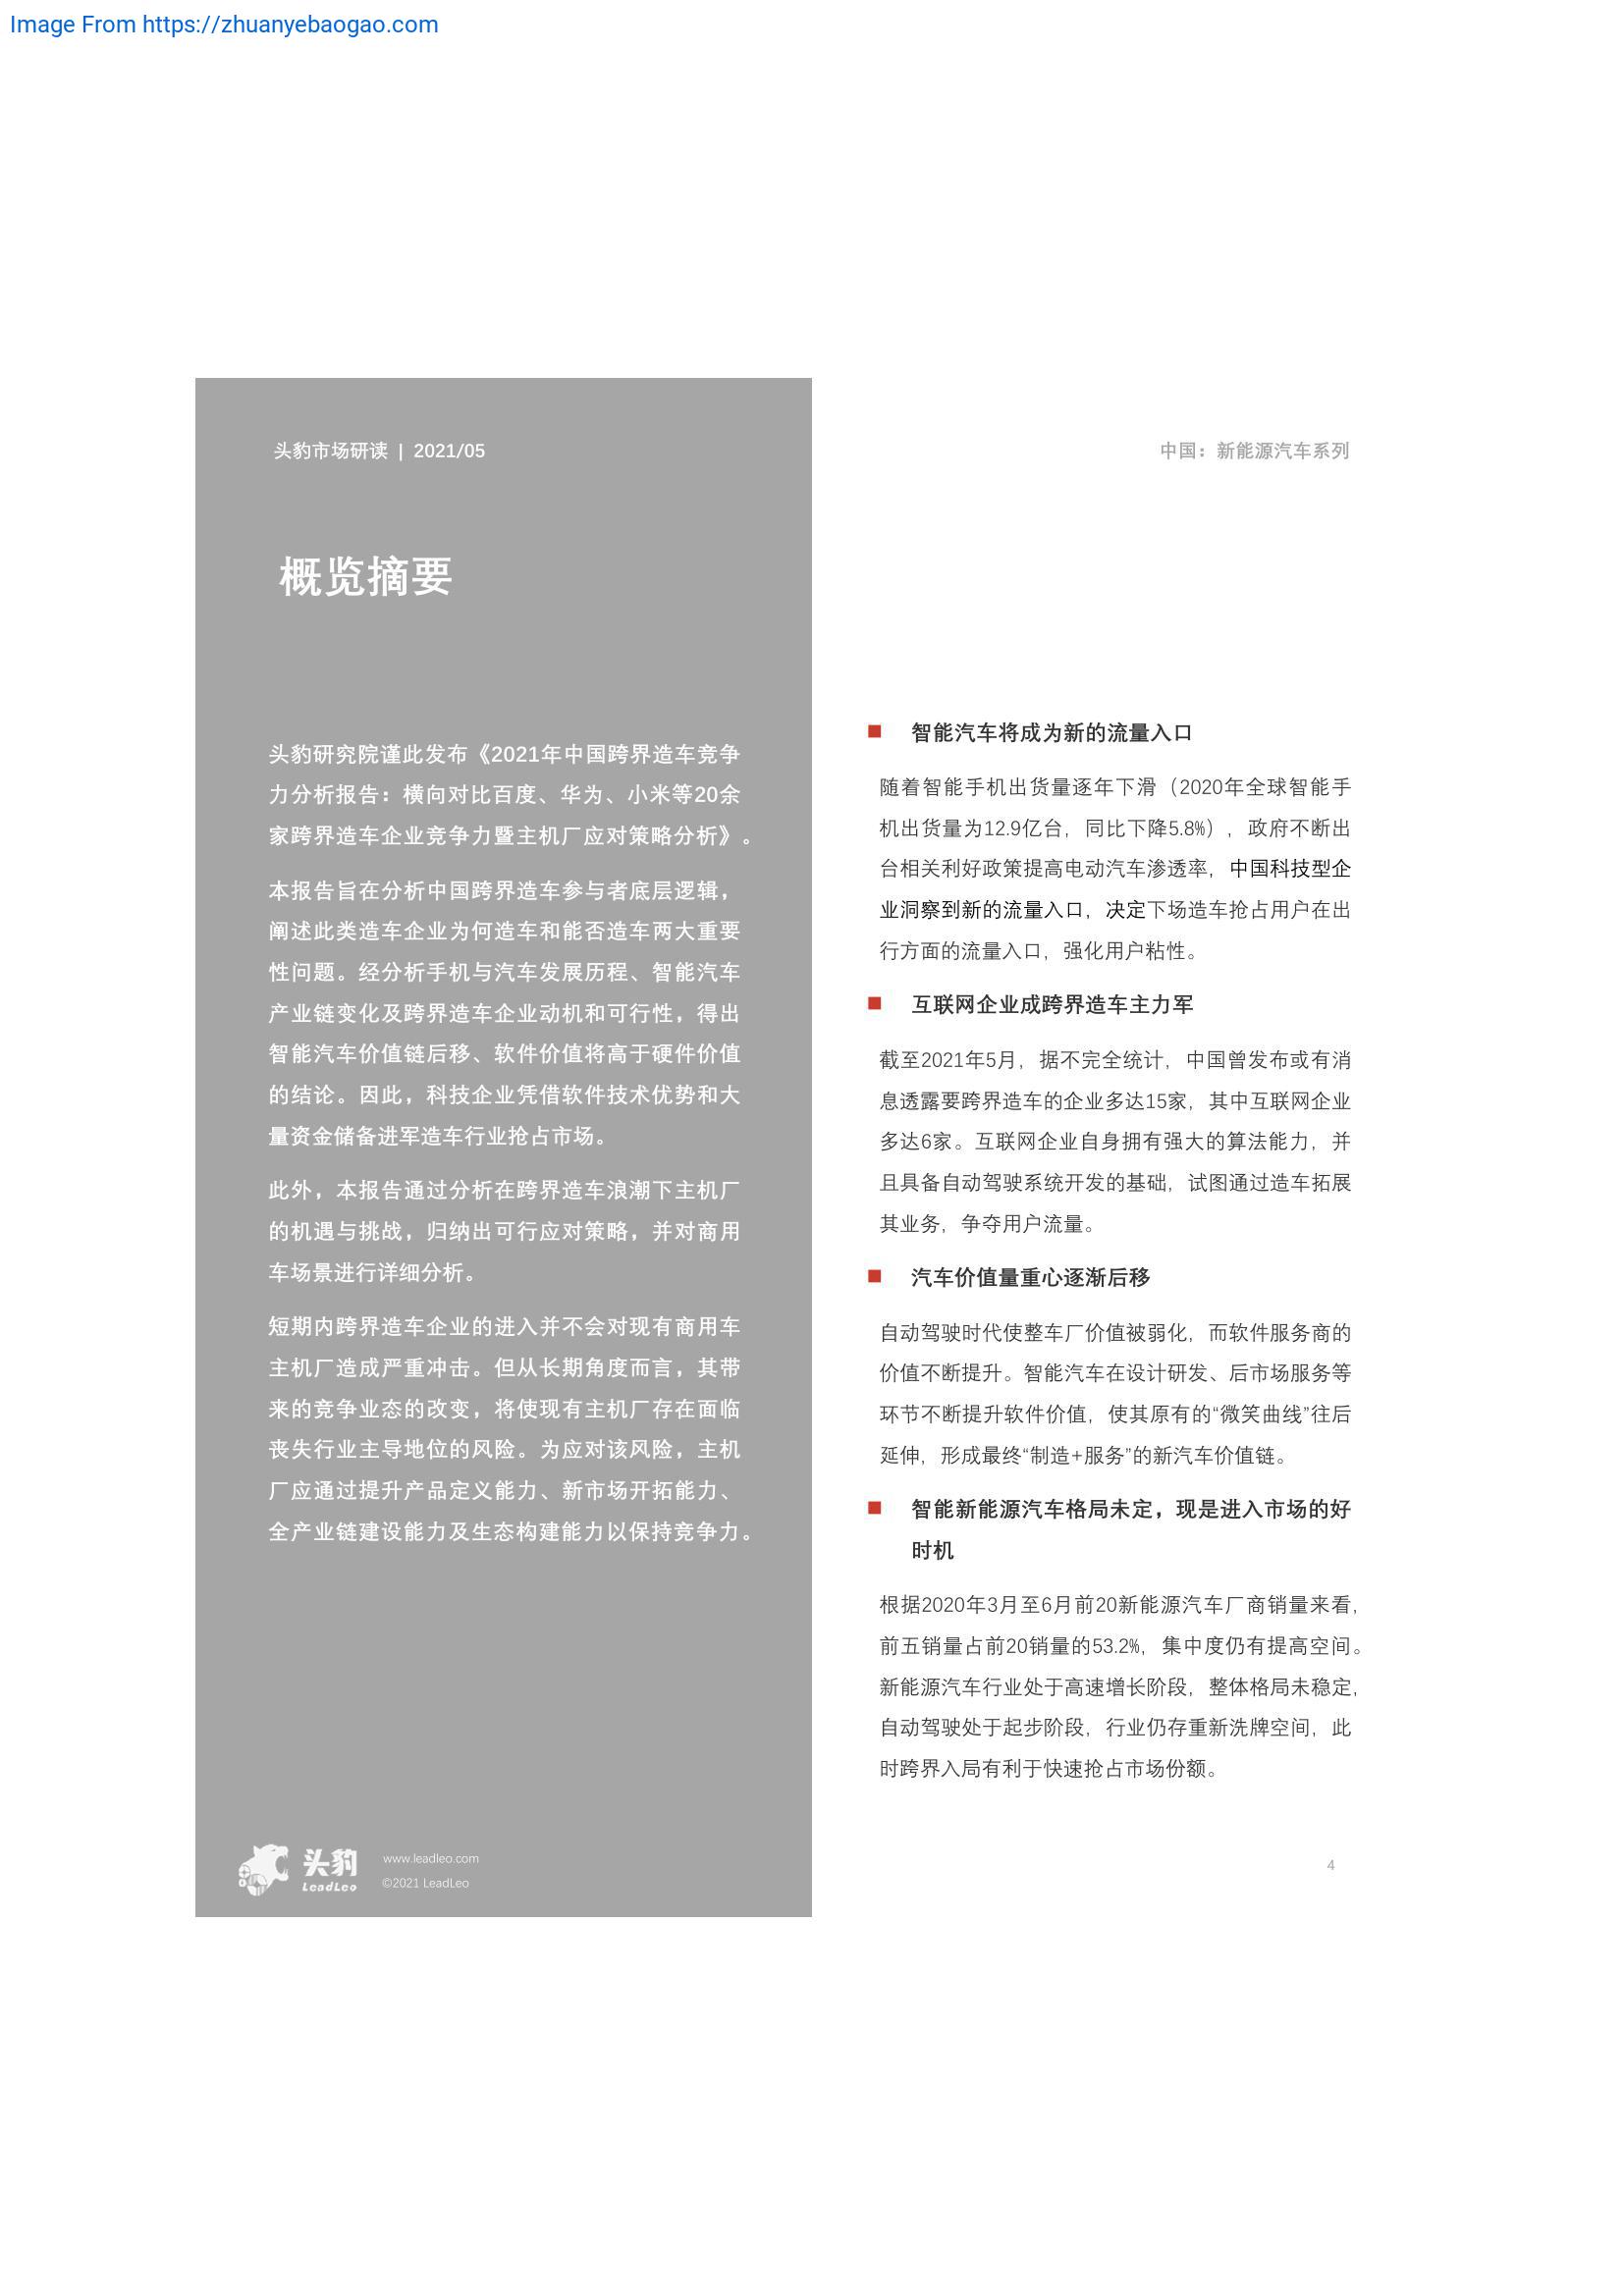 Image From https://zhuanyebaogao.com
头豹市场研读 | 2021/05
中国：新能源汽车系列
概览摘要
头豹研究院谨此发布《2021年中国跨界造车竞争
力分析报告：横向对比百度、华为、小米等20余
家跨界造车企业竞争力暨主机厂应对策略分析》。
本报告旨在分析中国跨界造车参与者底层逻辑，
阐述此类造车企业为何造车和能否造车两大重要
性问题。经分析手机与汽车发展历程、智能汽车
产业链变化及跨界造车企业动机和可行性，得出
智能汽车价值链后移、软件价值将高于硬件价值
的结论。因此，科技企业凭借软件技术优势和大
量资金储备进军造车行业抢占市场。
此外，本报告通过分析在跨界造车浪潮下主机厂
的机遇与挑战，归纳出可行应对策略，并对商用
车场景进行详细分析。
短期内跨界造车企业的进入并不会对现有商用车
主机厂造成严重冲击。但从长期角度而言，其带
来的竞争业态的改变，将使现有主机厂存在面临
丧失行业主导地位的风险。为应对该风险，主机
厂应通过提升产品定义能力、新市场开拓能力、
全产业链建设能力及生态构建能力以保持竞争力。
智能汽车将成为新的流量入口
随着智能手机出货量逐年下滑（2020年全球智能手
机出货量为12.9亿台，同比下降5.8%），政府不断出
台相关利好政策提高电动汽车渗透率，中国科技型企
业洞察到新的流量入口，决定下场造车抢占用户在出
行方面的流量入口，强化用户粘性。
互联网企业成跨界造车主力军
截至2021年5月，据不完全统计，中国曾发布或有消
息透露要跨界造车的企业多达15家，其中互联网企业
多达6家。互联网企业自身拥有强大的算法能力，并
且具备自动驾驶系统开发的基础，试图通过造车拓展
其业务，争夺用户流量。
汽车价值量重心逐渐后移
自动驾驶时代使整车厂价值被弱化，而软件服务商的
价值不断提升。智能汽车在设计研发、后市场服务等
环节不断提升软件价值，使其原有的“微笑曲线”往后
延伸，形成最终“制造+服务”的新汽车价值链。
智能新能源汽车格局未定，现是进入市场的好
时机
根据2020年3月至6月前20新能源汽车厂商销量来看，
前五销量占前20销量的53.2%，集中度仍有提高空间。
新能源汽车行业处于高速增长阶段，整体格局未稳定，
自动驾驶处于起步阶段，行业仍存重新洗牌空间，此
时跨界入局有利于快速抢占市场份额。
头豹
LeadLeo
www.leadleo.com
©2021 LeadLeo
4